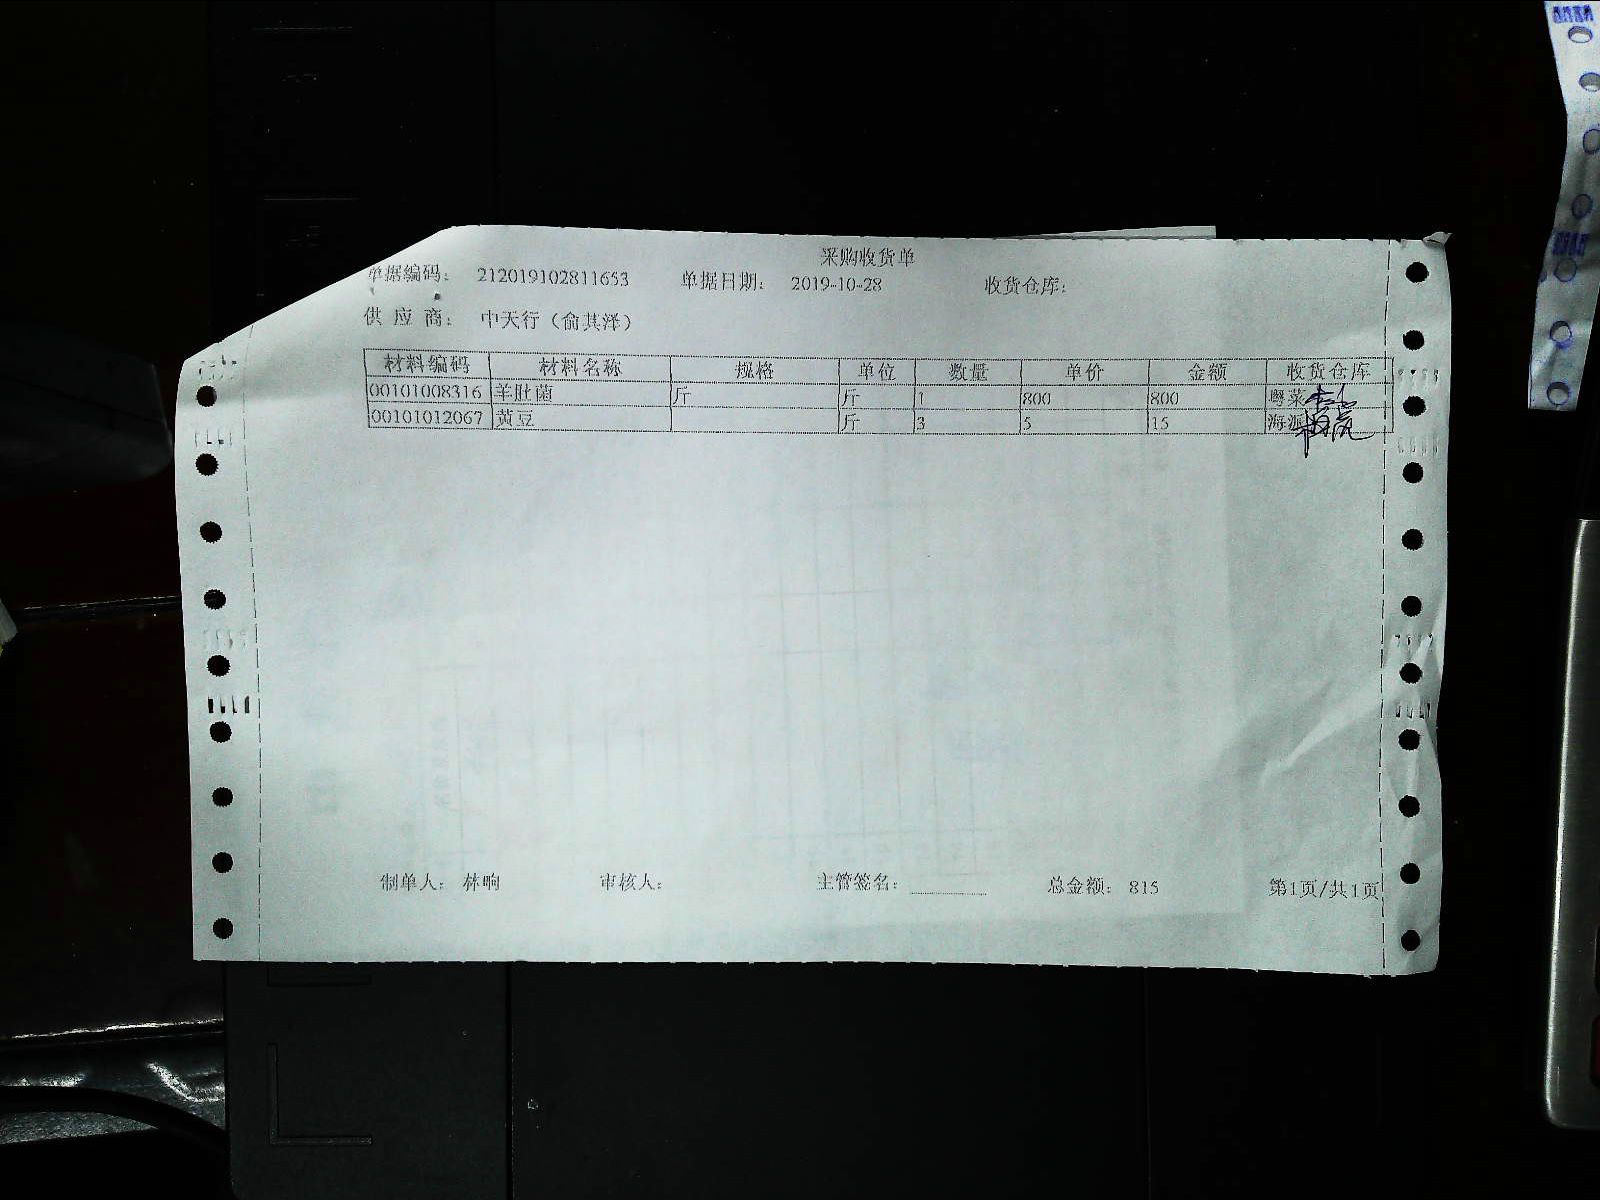 采购收货单
单据编码: 212019102811653 单据日期: 2019-10-28 收货仓库:
供 应 商: 中天行（俞其泽）
材料编码 材料名称 规格 单位 数量 单价 金额 收货仓库
00101008316 羊肚菌 斤 斤 1 800 800 粤菜
00101012067 黄豆 斤 3 5 15 海派
制单人: 林晌 审核人: 主管签名: 总金额: 815 第1页/共1页